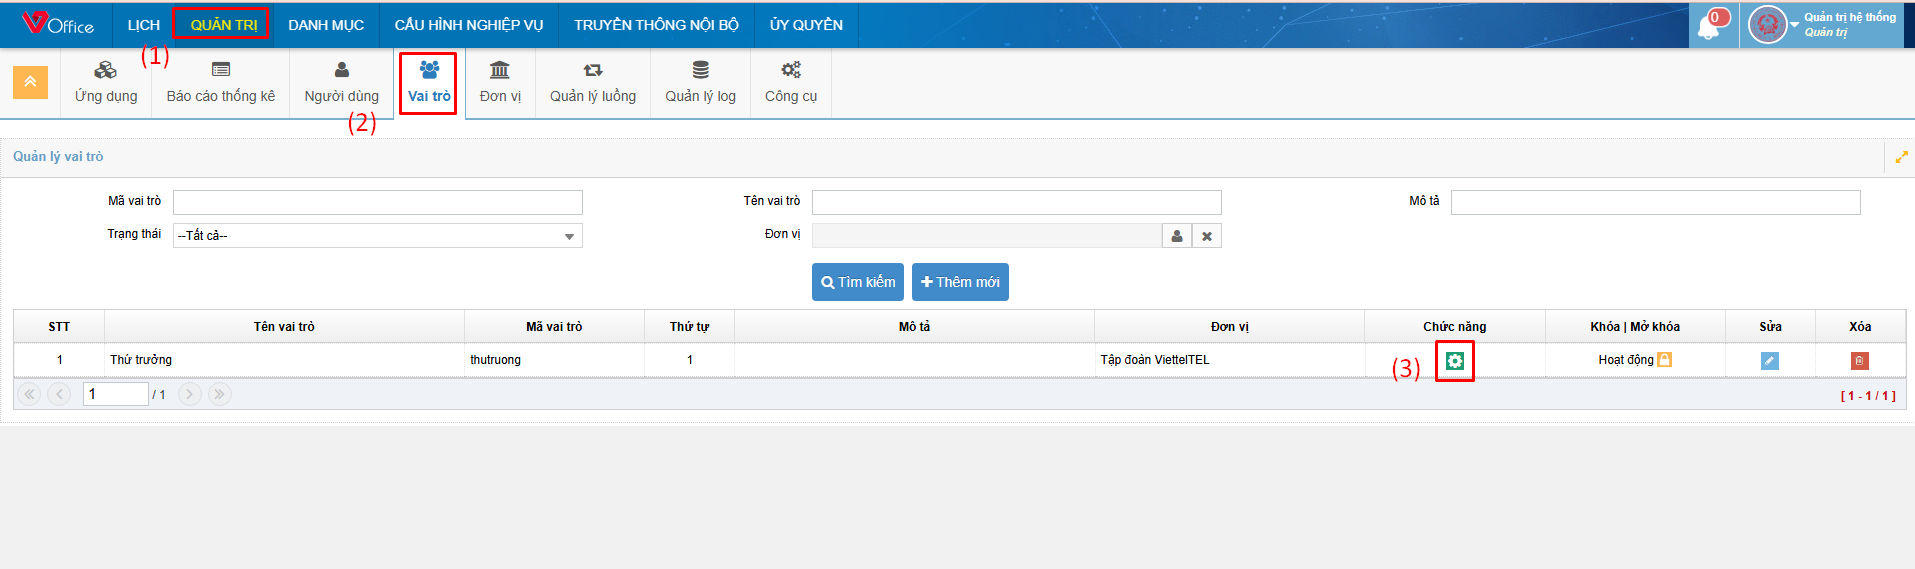 Office LỊCH QUẢN TRỊ DANH MỤC CẤU HÌNH NGHIỆP VỤ TRUYỀN THÔNG NỘI BỘ ỦY QUYỀN 0 Quản trị hệ thống
Quản trị
(1)
Ứng dụng Báo cáo thống kê Người dùng Vai trò Đơn vị Quản lý luồng Quản lý log Công cụ
(2)
Quản lý vai trò
Mã vai trò Tên vai trò Mô tả
Trạng thái --Tất cả-- Đơn vị
Tìm kiếm Thêm mới
STT Tên vai trò Mã vai trò Thứ tự Mô tả Đơn vị Chức năng Khóa | Mở khóa Sửa Xóa
1 Thứ trưởng thutruong 1 Tập đoàn ViettelTEL (3) Hoạt động
1 / 1 [ 1 - 1 / 1 ]